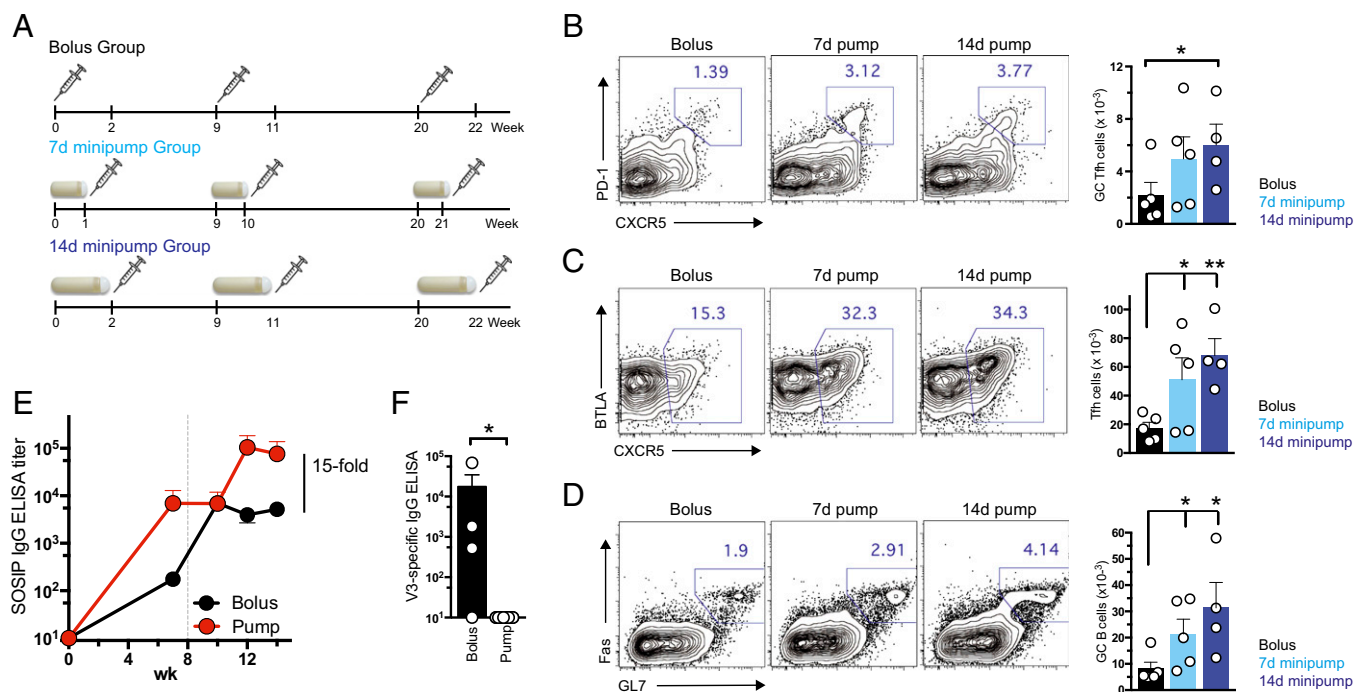 A
Bolus Group
0 2 9 11 20 22 Week
7d minipump Group
0 1 9 10 20 21 Week
14d minipump Group
0 2 9 11 20 22 Week
B
Bolus 7d pump 14d pump
1.39 3.12 3.77
PD-1
CXCR5
GC Tfh cells (x 10⁻³)
12
8
4
0
*
Bolus
7d minipump
14d minipump
C
Bolus 7d pump 14d pump
15.3 32.3 34.3
BTLA
CXCR5
Tfh cells (x 10⁻³)
100
80
60
40
20
0
* **
Bolus
7d minipump
14d minipump
D
Bolus 7d pump 14d pump
1.9 2.91 4.14
Fas
GL7
GC B cells (x10⁻³)
60
50
40
30
20
10
0
* *
Bolus
7d minipump
14d minipump
E
SOSIP IgG ELISA titer
10⁵
10⁴
10³
10²
10¹
15-fold
Bolus
Pump
0 4 8 12
wk
F
V3-specific IgG ELISA
10⁵
10⁴
10³
10²
10¹
*
Bolus
Pump